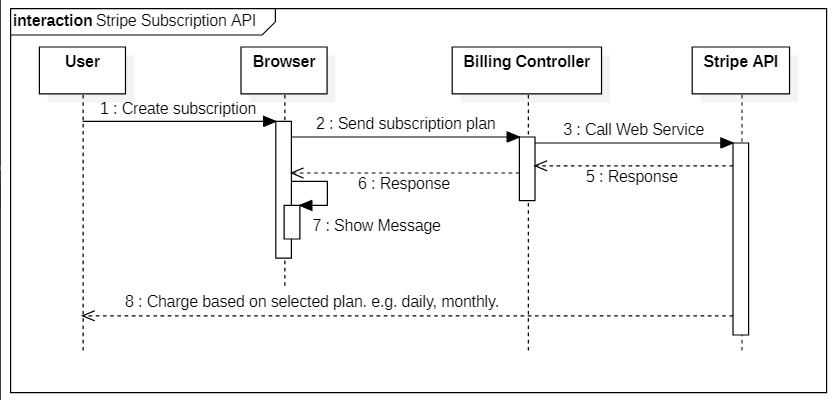 interaction Stripe Subscription API
User
Browser
Billing Controller
Stripe API
1 : Create subscription
2 : Send subscription plan
3 : Call Web Service
5 : Response
6 : Response
7 : Show Message
8 : Charge based on selected plan. e.g. daily, monthly.